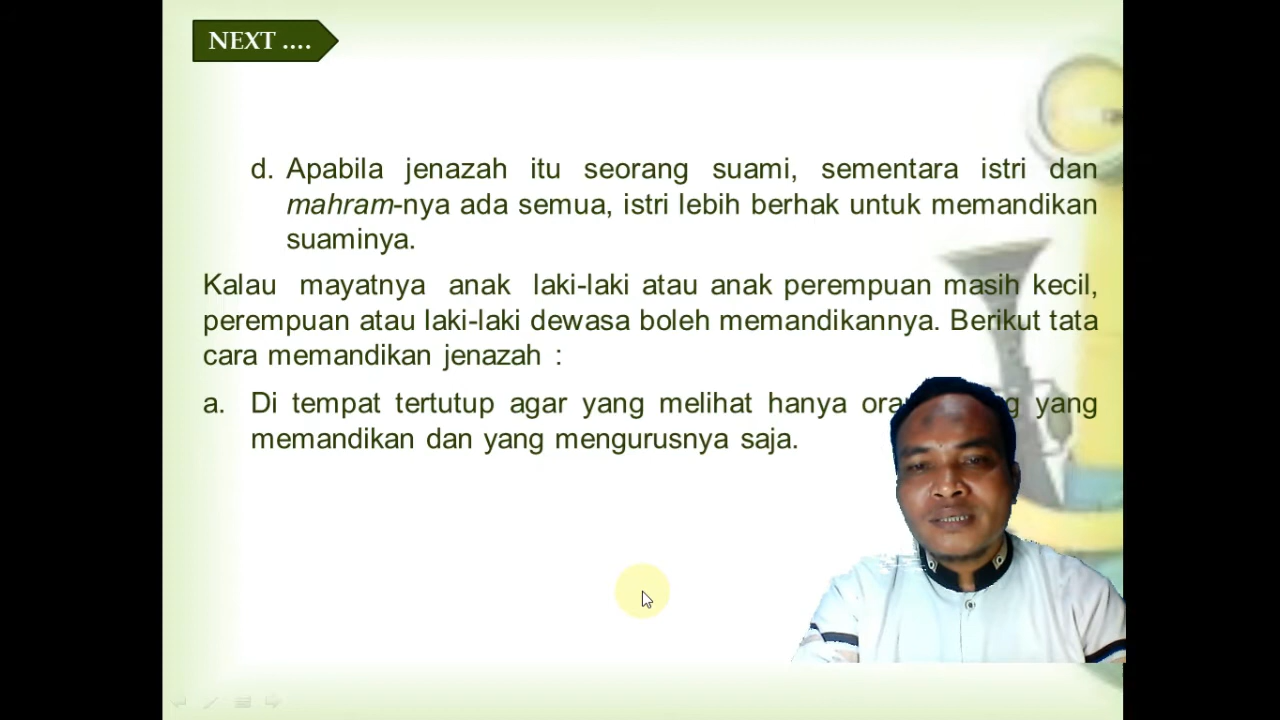 NEXT ....
d. Apabila jenazah itu seorang suami, sementara istri dan
mahram-nya ada semua, istri lebih berhak untuk memandikan
suaminya.
Kalau mayatnya anak laki-laki atau anak perempuan masih kecil,
perempuan atau laki-laki dewasa boleh memandikannya. Berikut tata
cara memandikan jenazah :
a. Di tempat tertutup agar yang melihat hanya yang
memandikan dan yang mengurusnya saja.